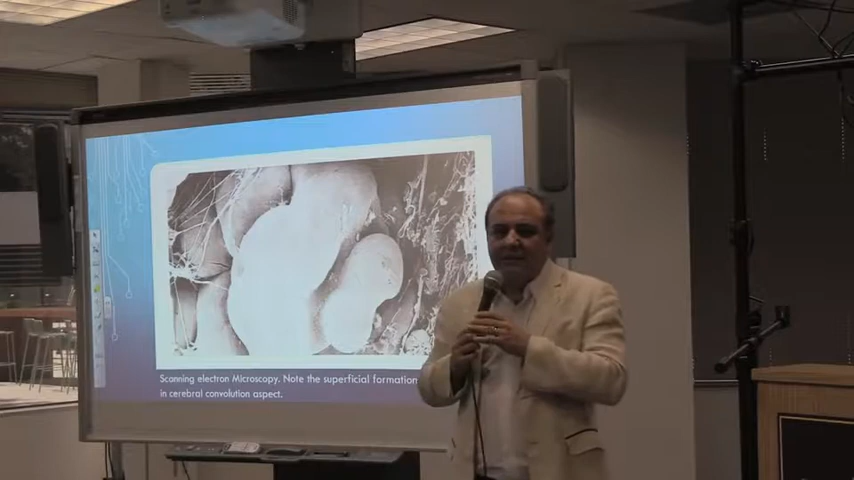 Scanning electron Microscopy. Note the superficial formation
in cerebral convolution aspect.